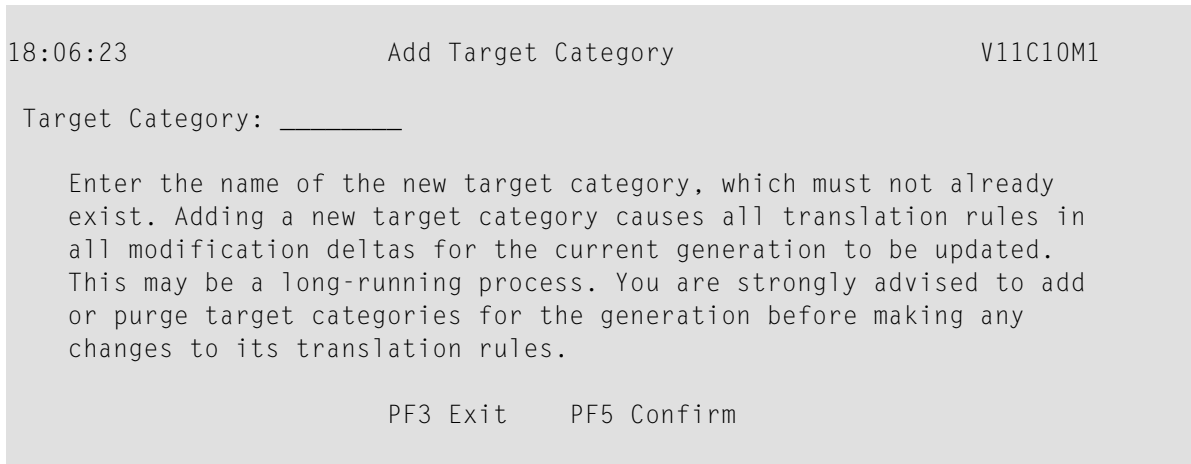 18:06:23 Add Target Category V11C10M1
Target Category: ________
Enter the name of the new target category, which must not already
exist. Adding a new target category causes all translation rules in
all modification deltas for the current generation to be updated.
This may be a long-running process. You are strongly advised to add
or purge target categories for the generation before making any
changes to its translation rules.
PF3 Exit PF5 Confirm